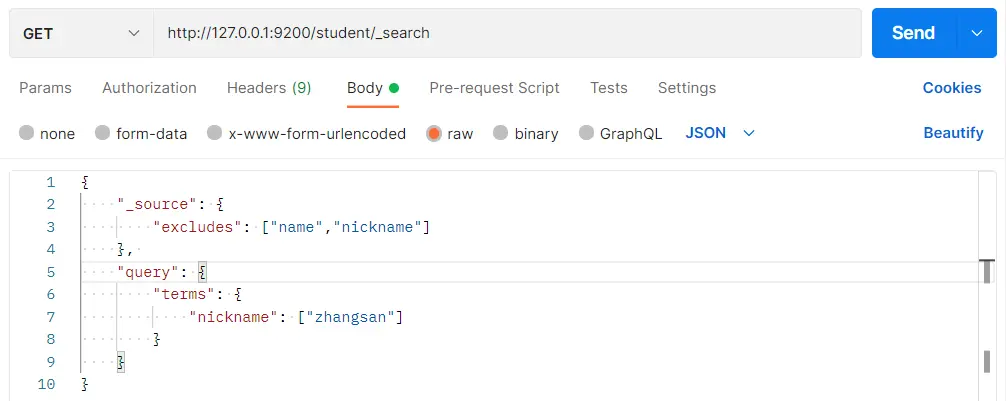 GET http://127.0.0.1:9200/student/_search Send
Params Authorization Headers (9) Body Pre-request Script Tests Settings Cookies
none form-data x-www-form-urlencoded raw binary GraphQL JSON Beautify
1 {
2 "_source": {
3 "excludes": ["name","nickname"]
4 },
5 "query": {
6 "terms": {
7 "nickname": ["zhangsan"]
8 }
9 }
10 }